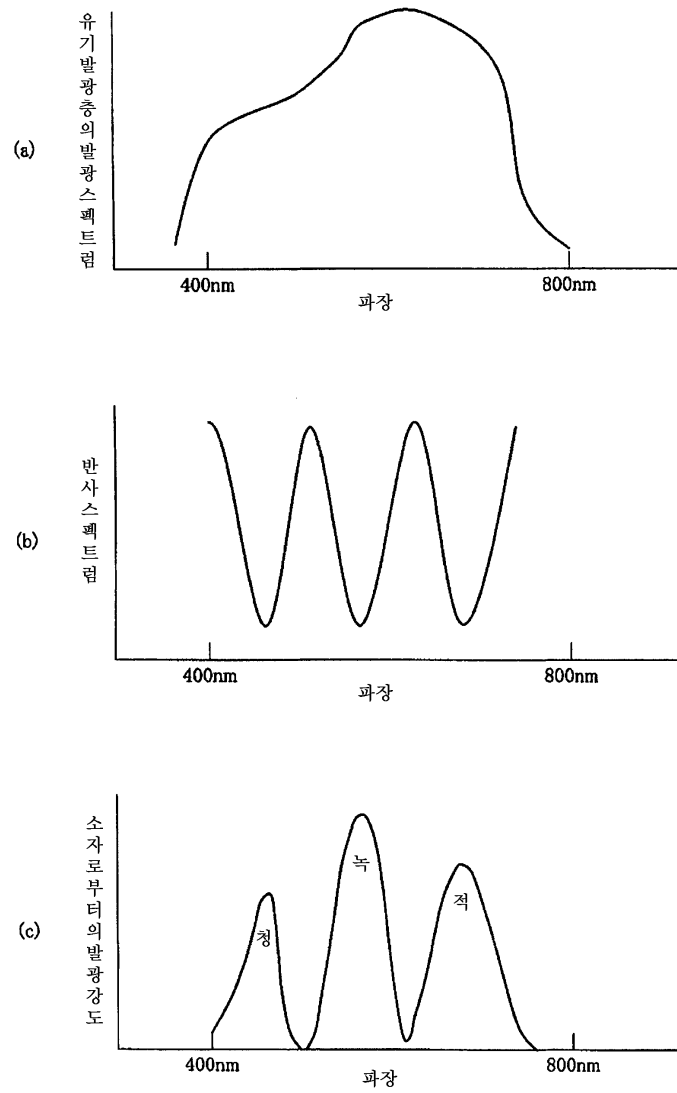 (a)
유기발광층의발광스펙트럼
400nm
800nm
파장
(b)
반사스펙트럼
400nm
800nm
파장
(c)
소자로부터의발광강도
청
녹
적
400nm
800nm
파장